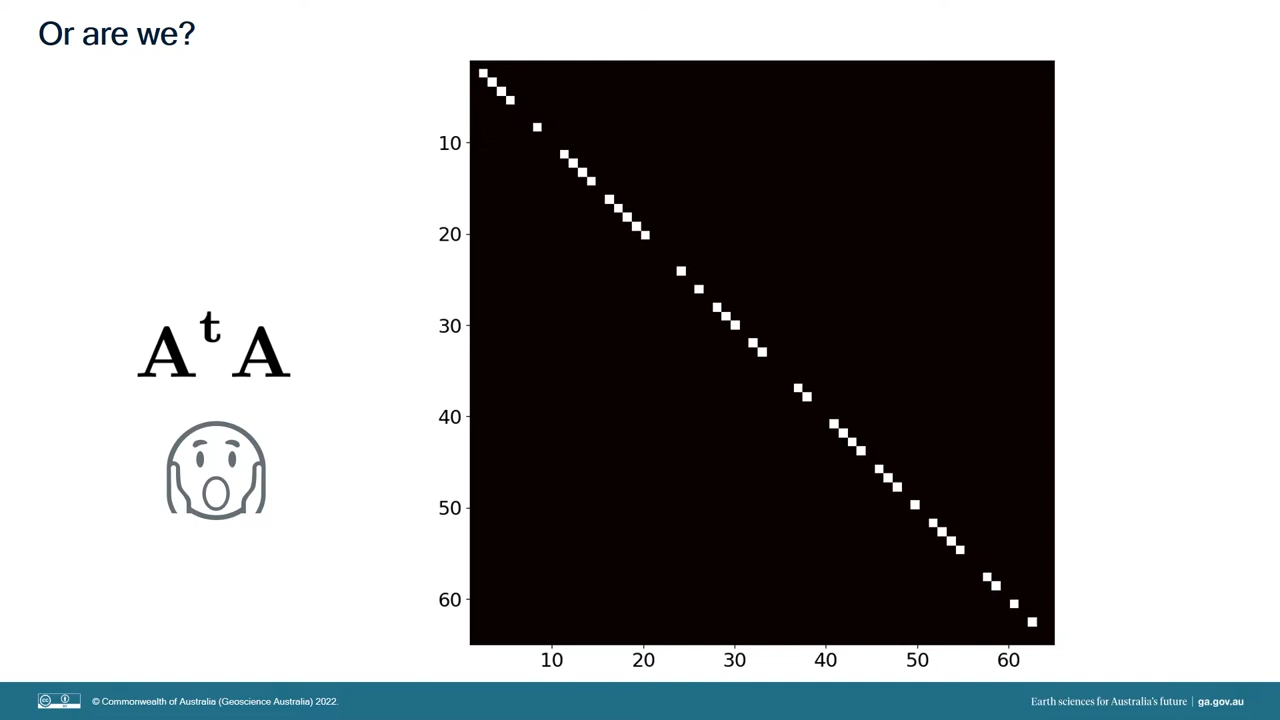 Or are we?
10
20
30
40
50
60
10 20 30 40 50 60
AᵗA
© Commonwealth of Australia (Geoscience Australia) 2022.
Earth sciences for Australia's future | ga.gov.au